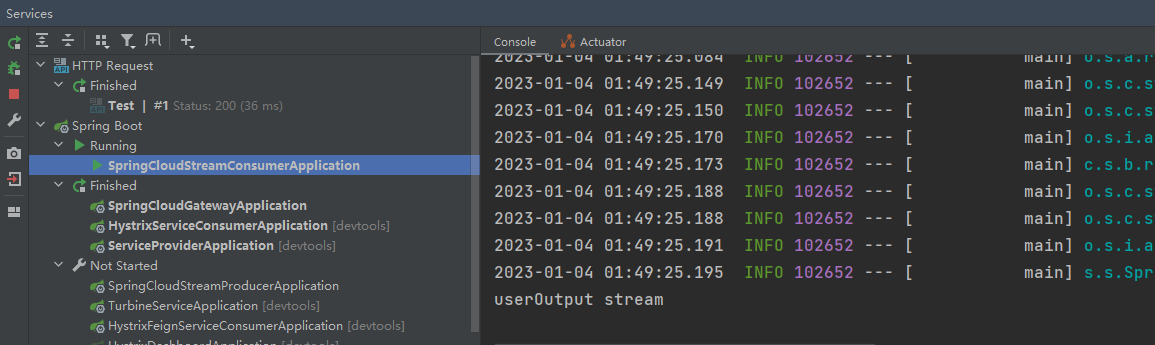 Services
Console
Actuator
HTTP Request
Finished
API
Test | #1 Status: 200 (36 ms)
Spring Boot
Running
SpringCloudStreamConsumerApplication
Finished
SpringCloudGatewayApplication
HystrixServiceConsumerApplication [devtools]
ServiceProviderApplication [devtools]
Not Started
SpringCloudStreamProducerApplication
TurbineServiceApplication [devtools]
HystrixFeignServiceConsumerApplication [devtools]
HystrixDashboardApplication [devtools]
2023-01-04 01:49:25.084 INFO 102652 --- [ main] o.s.a.r
2023-01-04 01:49:25.149 INFO 102652 --- [ main] o.s.c.s
2023-01-04 01:49:25.150 INFO 102652 --- [ main] o.s.c.s
2023-01-04 01:49:25.170 INFO 102652 --- [ main] o.s.i.a
2023-01-04 01:49:25.173 INFO 102652 --- [ main] c.s.b.r
2023-01-04 01:49:25.188 INFO 102652 --- [ main] o.s.c.s
2023-01-04 01:49:25.188 INFO 102652 --- [ main] o.s.c.s
2023-01-04 01:49:25.191 INFO 102652 --- [ main] o.s.i.a
2023-01-04 01:49:25.195 INFO 102652 --- [ main] s.s.Spr
userOutput stream